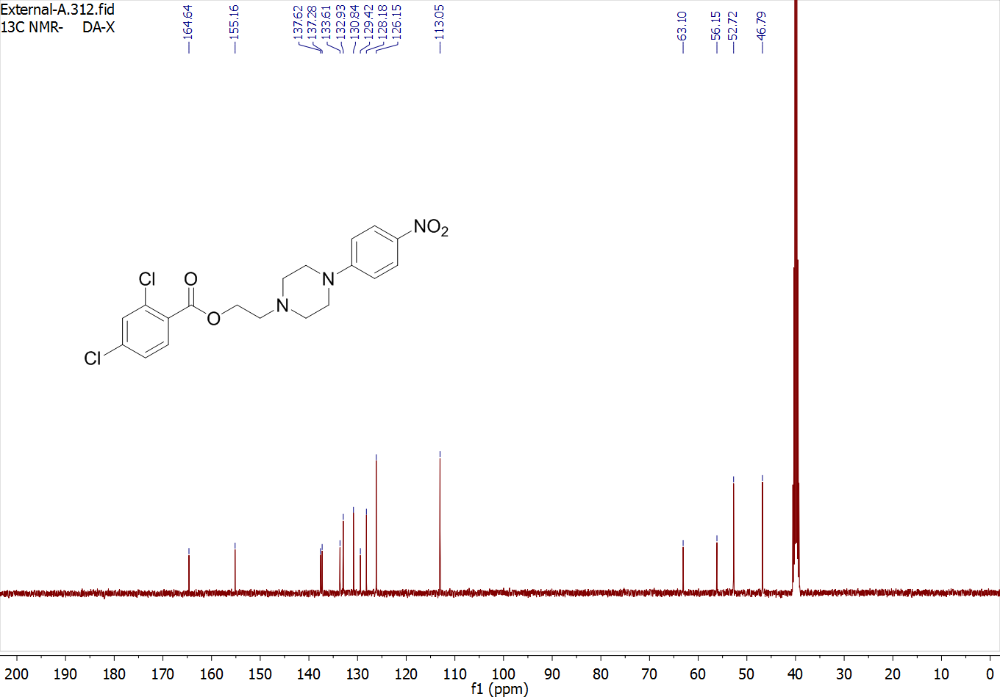 External-A.312.fid
13C NMR- DA-X
164.64
155.16
137.62
137.28
133.61
132.93
130.84
129.42
128.18
126.15
113.05
63.10
56.15
52.72
46.79
NO2
Cl
O
N
N
O
Cl
200 190 180 170 160 150 140 130 120 110 100 90 80 70 60 50 40 30 20 10 0
f1 (ppm)